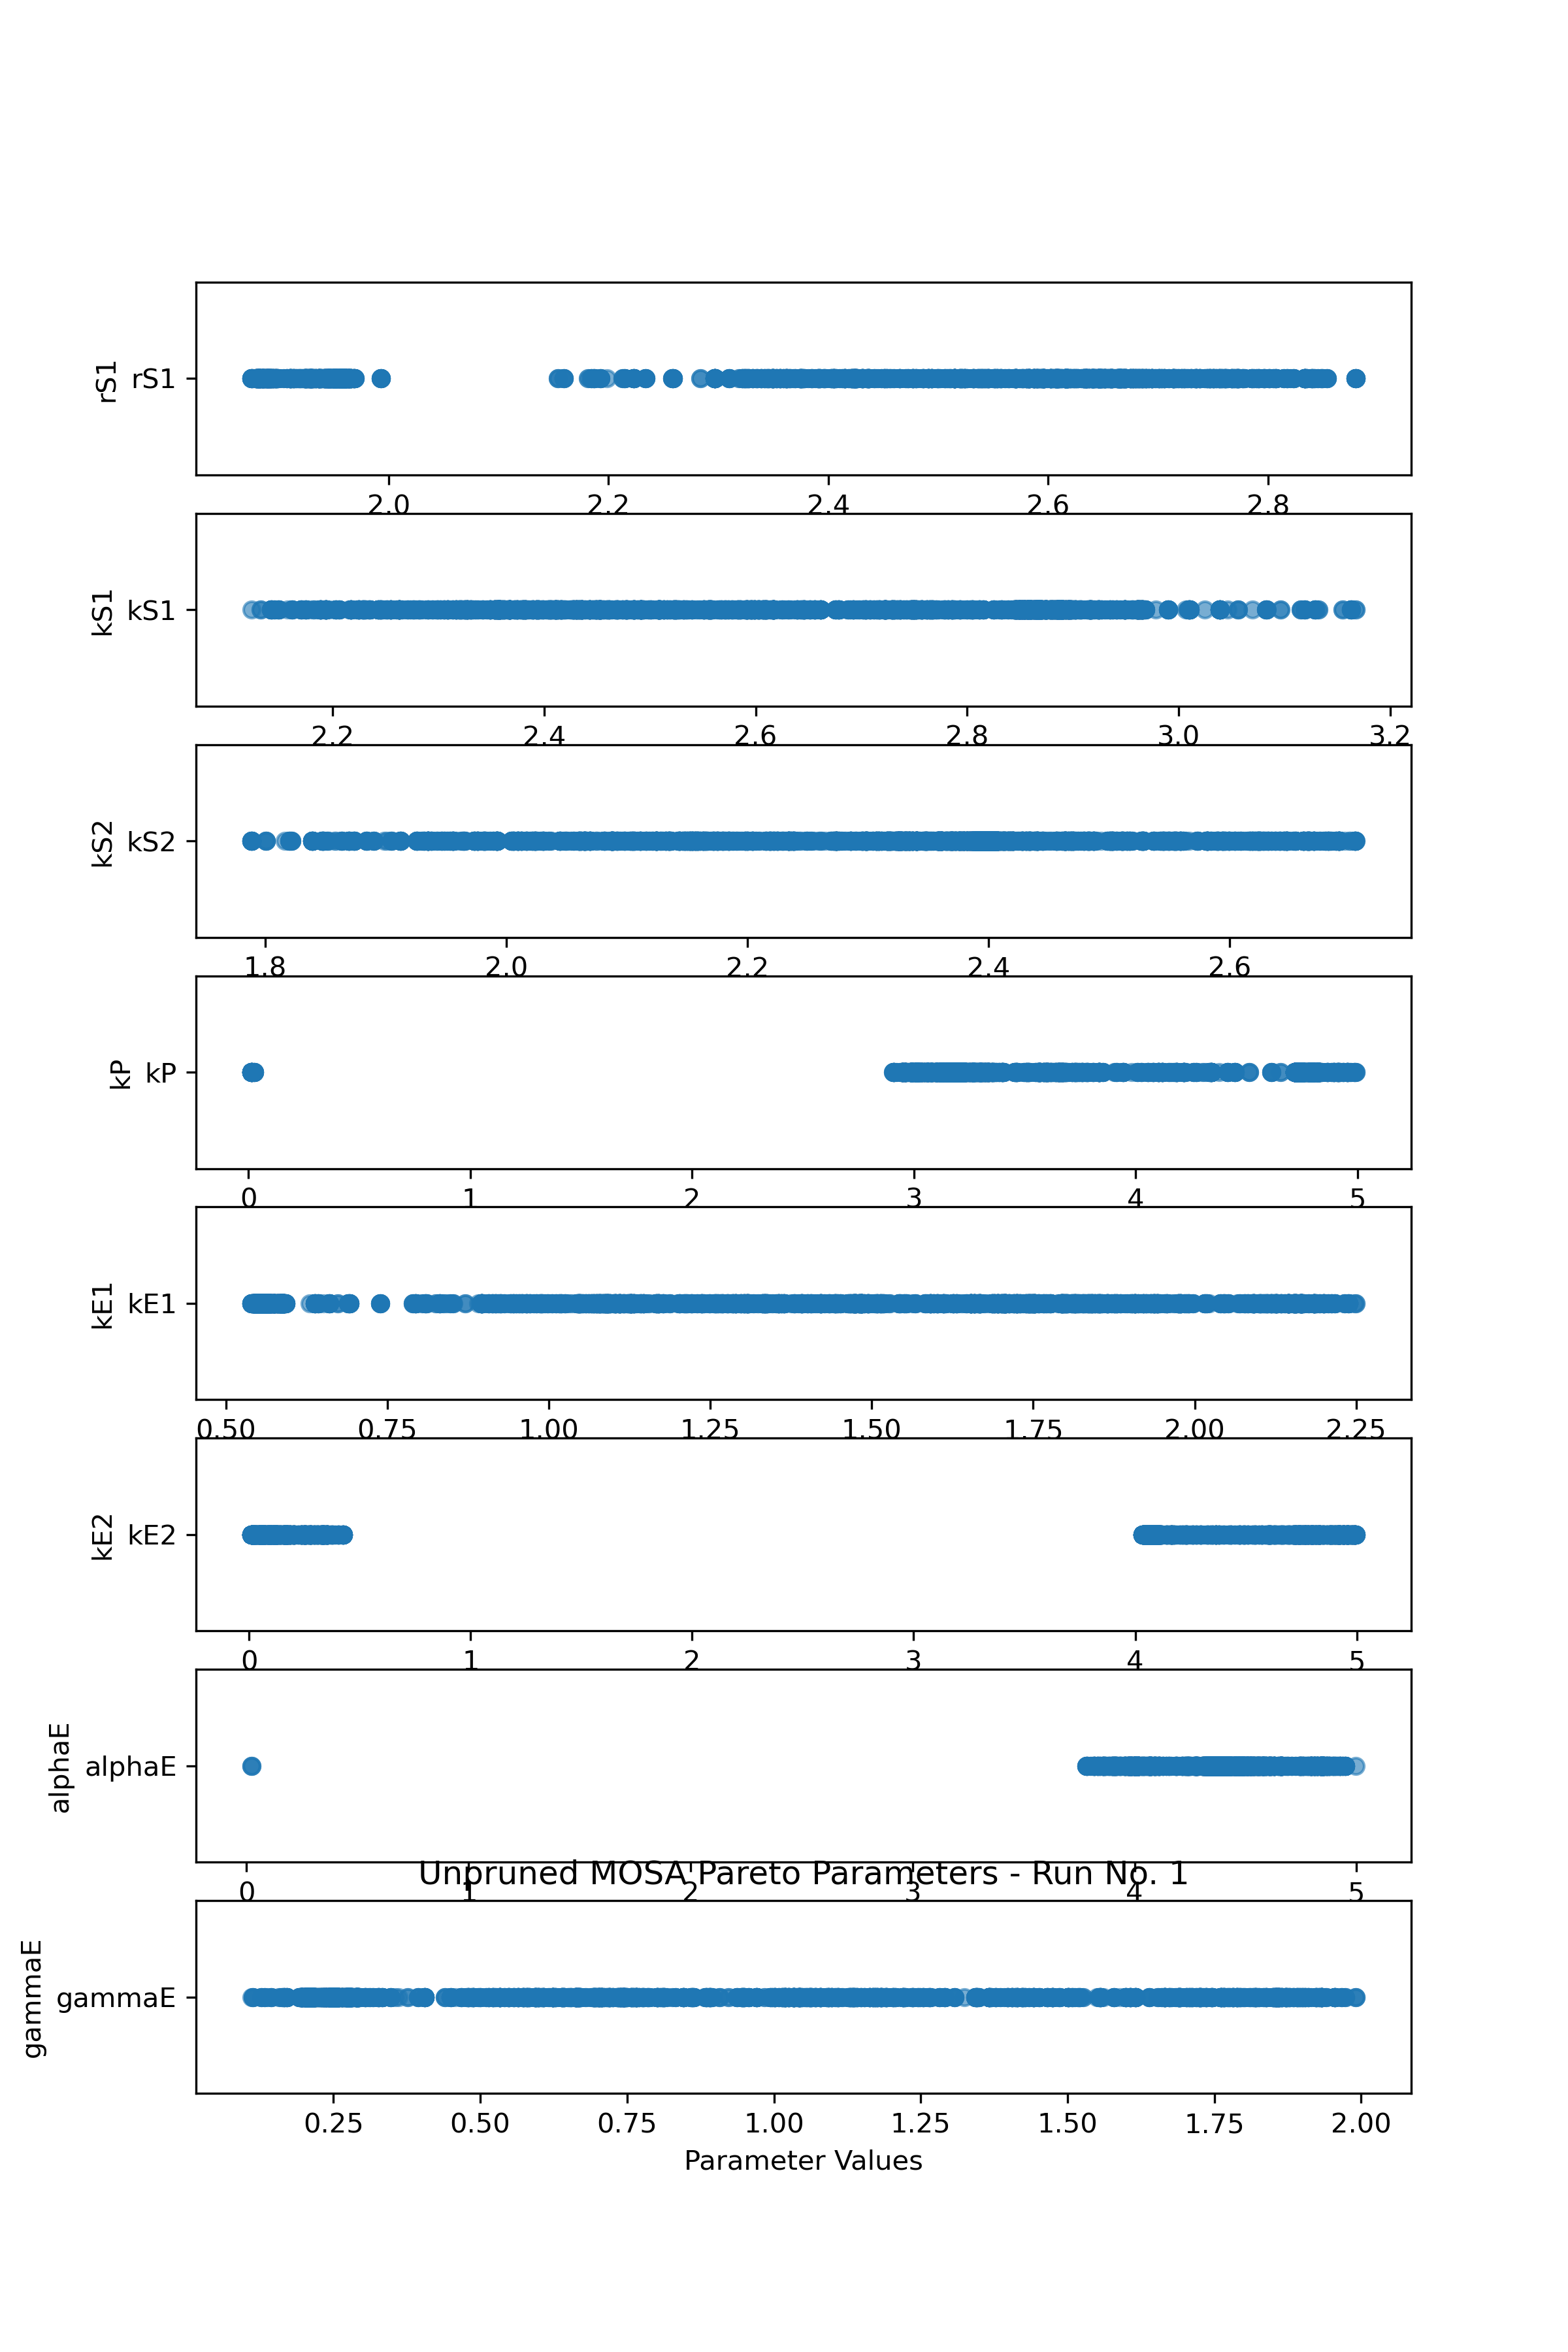 rS1 rS1
2.0 2.2 2.4 2.6 2.8
kS1 kS1
2.2 2.4 2.6 2.8 3.0 3.2
kS2 kS2
1.8 2.0 2.2 2.4 2.6
kP kP
0 1 2 3 4 5
kE1 kE1
0.50 0.75 1.00 1.25 1.50 1.75 2.00 2.25
kE2 kE2
0 1 2 3 4 5
alphaE alphaE
Unpruned MOSA Pareto Parameters - Run No. 1
0 1 2 3 4 5
gammaE gammaE
0.25 0.50 0.75 1.00 1.25 1.50 1.75 2.00
Parameter Values